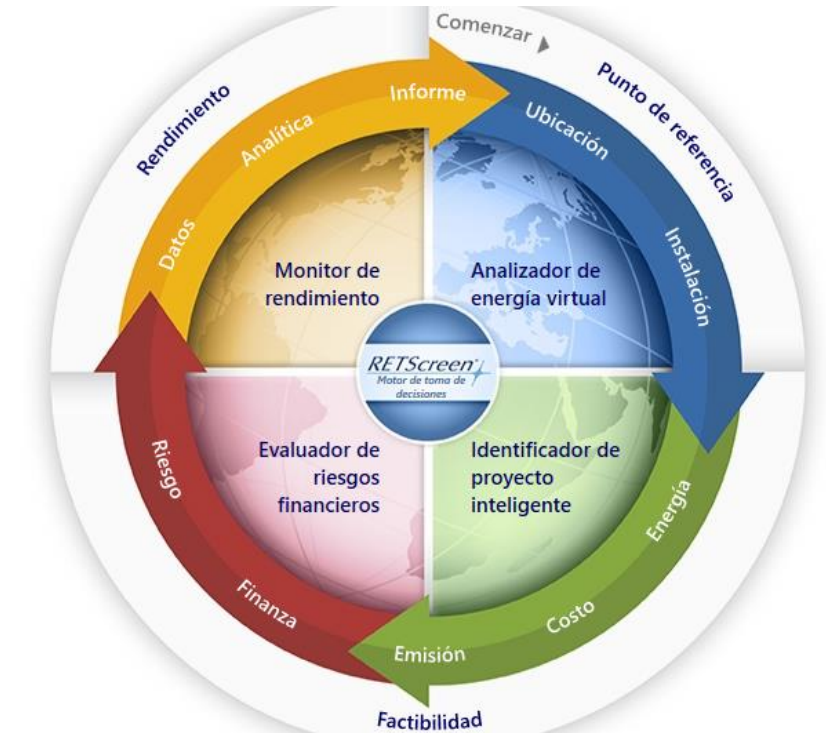 Comenzar
Punto de referencia
Ubicación
Instalación
Energía
Costo
Emisión
Factibilidad
Finanza
Riesgo
Datos
Analítica
Informe
Rendimiento
Monitor de
rendimiento
Analizador de
energía virtual
RETScreen
Motor de toma de
decisiones
Evaluador de
riesgos
financieros
Identificador de
proyecto
inteligente